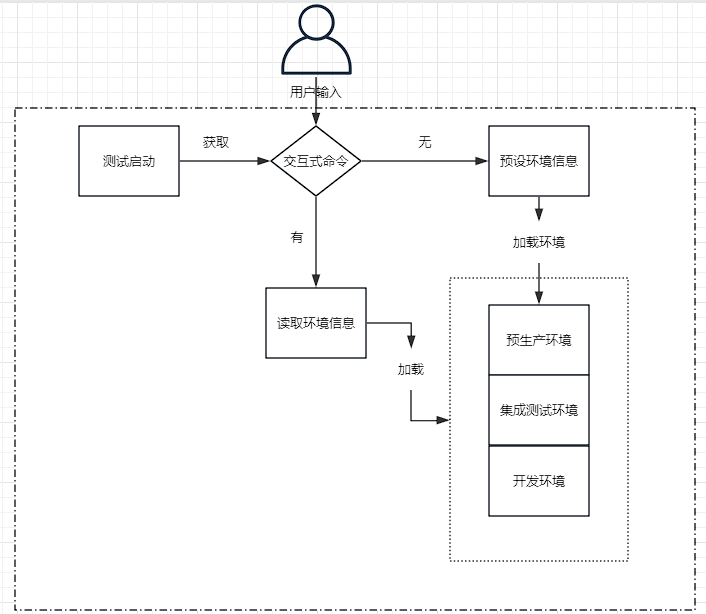 用户输入
测试启动
获取
交互式命令
无
预设环境信息
有
加载环境
读取环境信息
加载
预生产环境
集成测试环境
开发环境